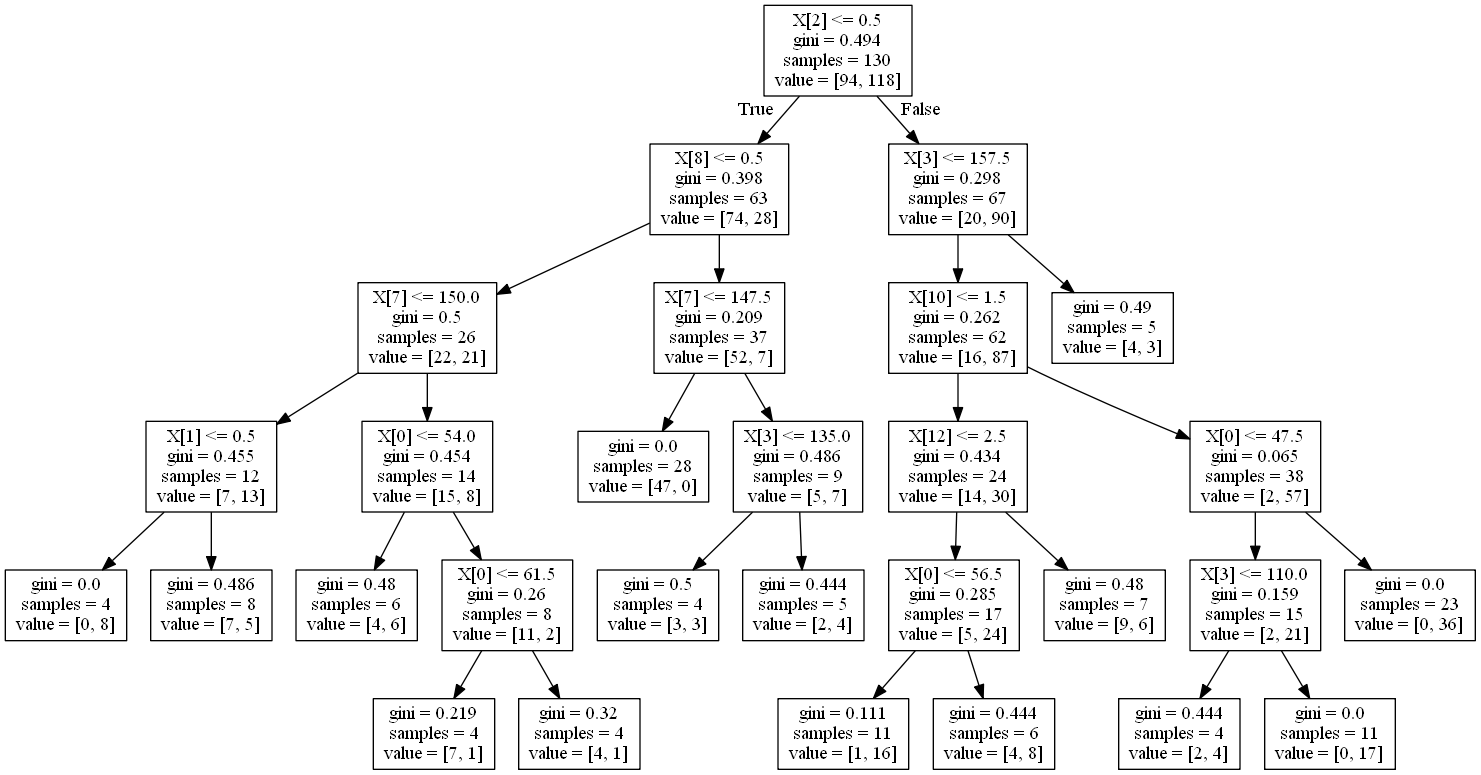 X[2] <= 0.5
gini = 0.494
samples = 130
value = [94, 118]
True
False
X[8] <= 0.5
gini = 0.398
samples = 63
value = [74, 28]
X[3] <= 157.5
gini = 0.298
samples = 67
value = [20, 90]
X[7] <= 150.0
gini = 0.5
samples = 26
value = [22, 21]
X[7] <= 147.5
gini = 0.209
samples = 37
value = [52, 7]
X[10] <= 1.5
gini = 0.262
samples = 62
value = [16, 87]
gini = 0.49
samples = 5
value = [4, 3]
X[1] <= 0.5
gini = 0.455
samples = 12
value = [7, 13]
X[0] <= 54.0
gini = 0.454
samples = 14
value = [15, 8]
gini = 0.0
samples = 28
value = [47, 0]
X[3] <= 135.0
gini = 0.486
samples = 9
value = [5, 7]
X[12] <= 2.5
gini = 0.434
samples = 24
value = [14, 30]
X[0] <= 47.5
gini = 0.065
samples = 38
value = [2, 57]
gini = 0.0
samples = 4
value = [0, 8]
gini = 0.486
samples = 8
value = [7, 5]
gini = 0.48
samples = 6
value = [4, 6]
X[0] <= 61.5
gini = 0.26
samples = 8
value = [11, 2]
gini = 0.5
samples = 4
value = [3, 3]
gini = 0.444
samples = 5
value = [2, 4]
X[0] <= 56.5
gini = 0.285
samples = 17
value = [5, 24]
gini = 0.48
samples = 7
value = [9, 6]
X[3] <= 110.0
gini = 0.159
samples = 15
value = [2, 21]
gini = 0.0
samples = 23
value = [0, 36]
gini = 0.219
samples = 4
value = [7, 1]
gini = 0.32
samples = 4
value = [4, 1]
gini = 0.111
samples = 11
value = [1, 16]
gini = 0.444
samples = 6
value = [4, 8]
gini = 0.444
samples = 4
value = [2, 4]
gini = 0.0
samples = 11
value = [0, 17]